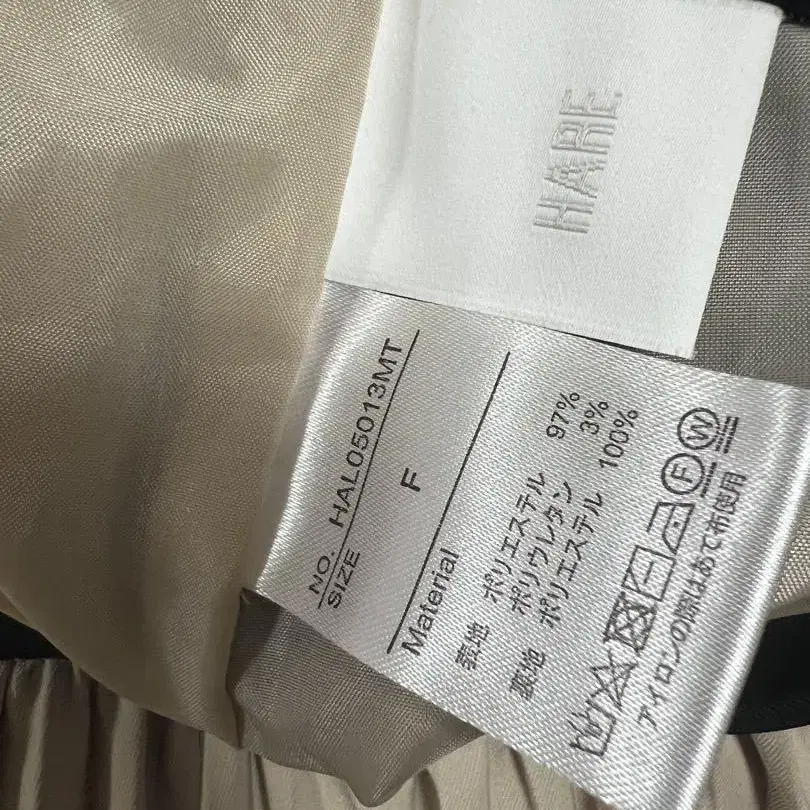 HARE
NO. HAL05013MT
SIZE F
Material
表地 ポリエステル 97%
ポリウレタン 3%
裏地 ポリエステル 100%
F W
アイロンの際はあて布使用